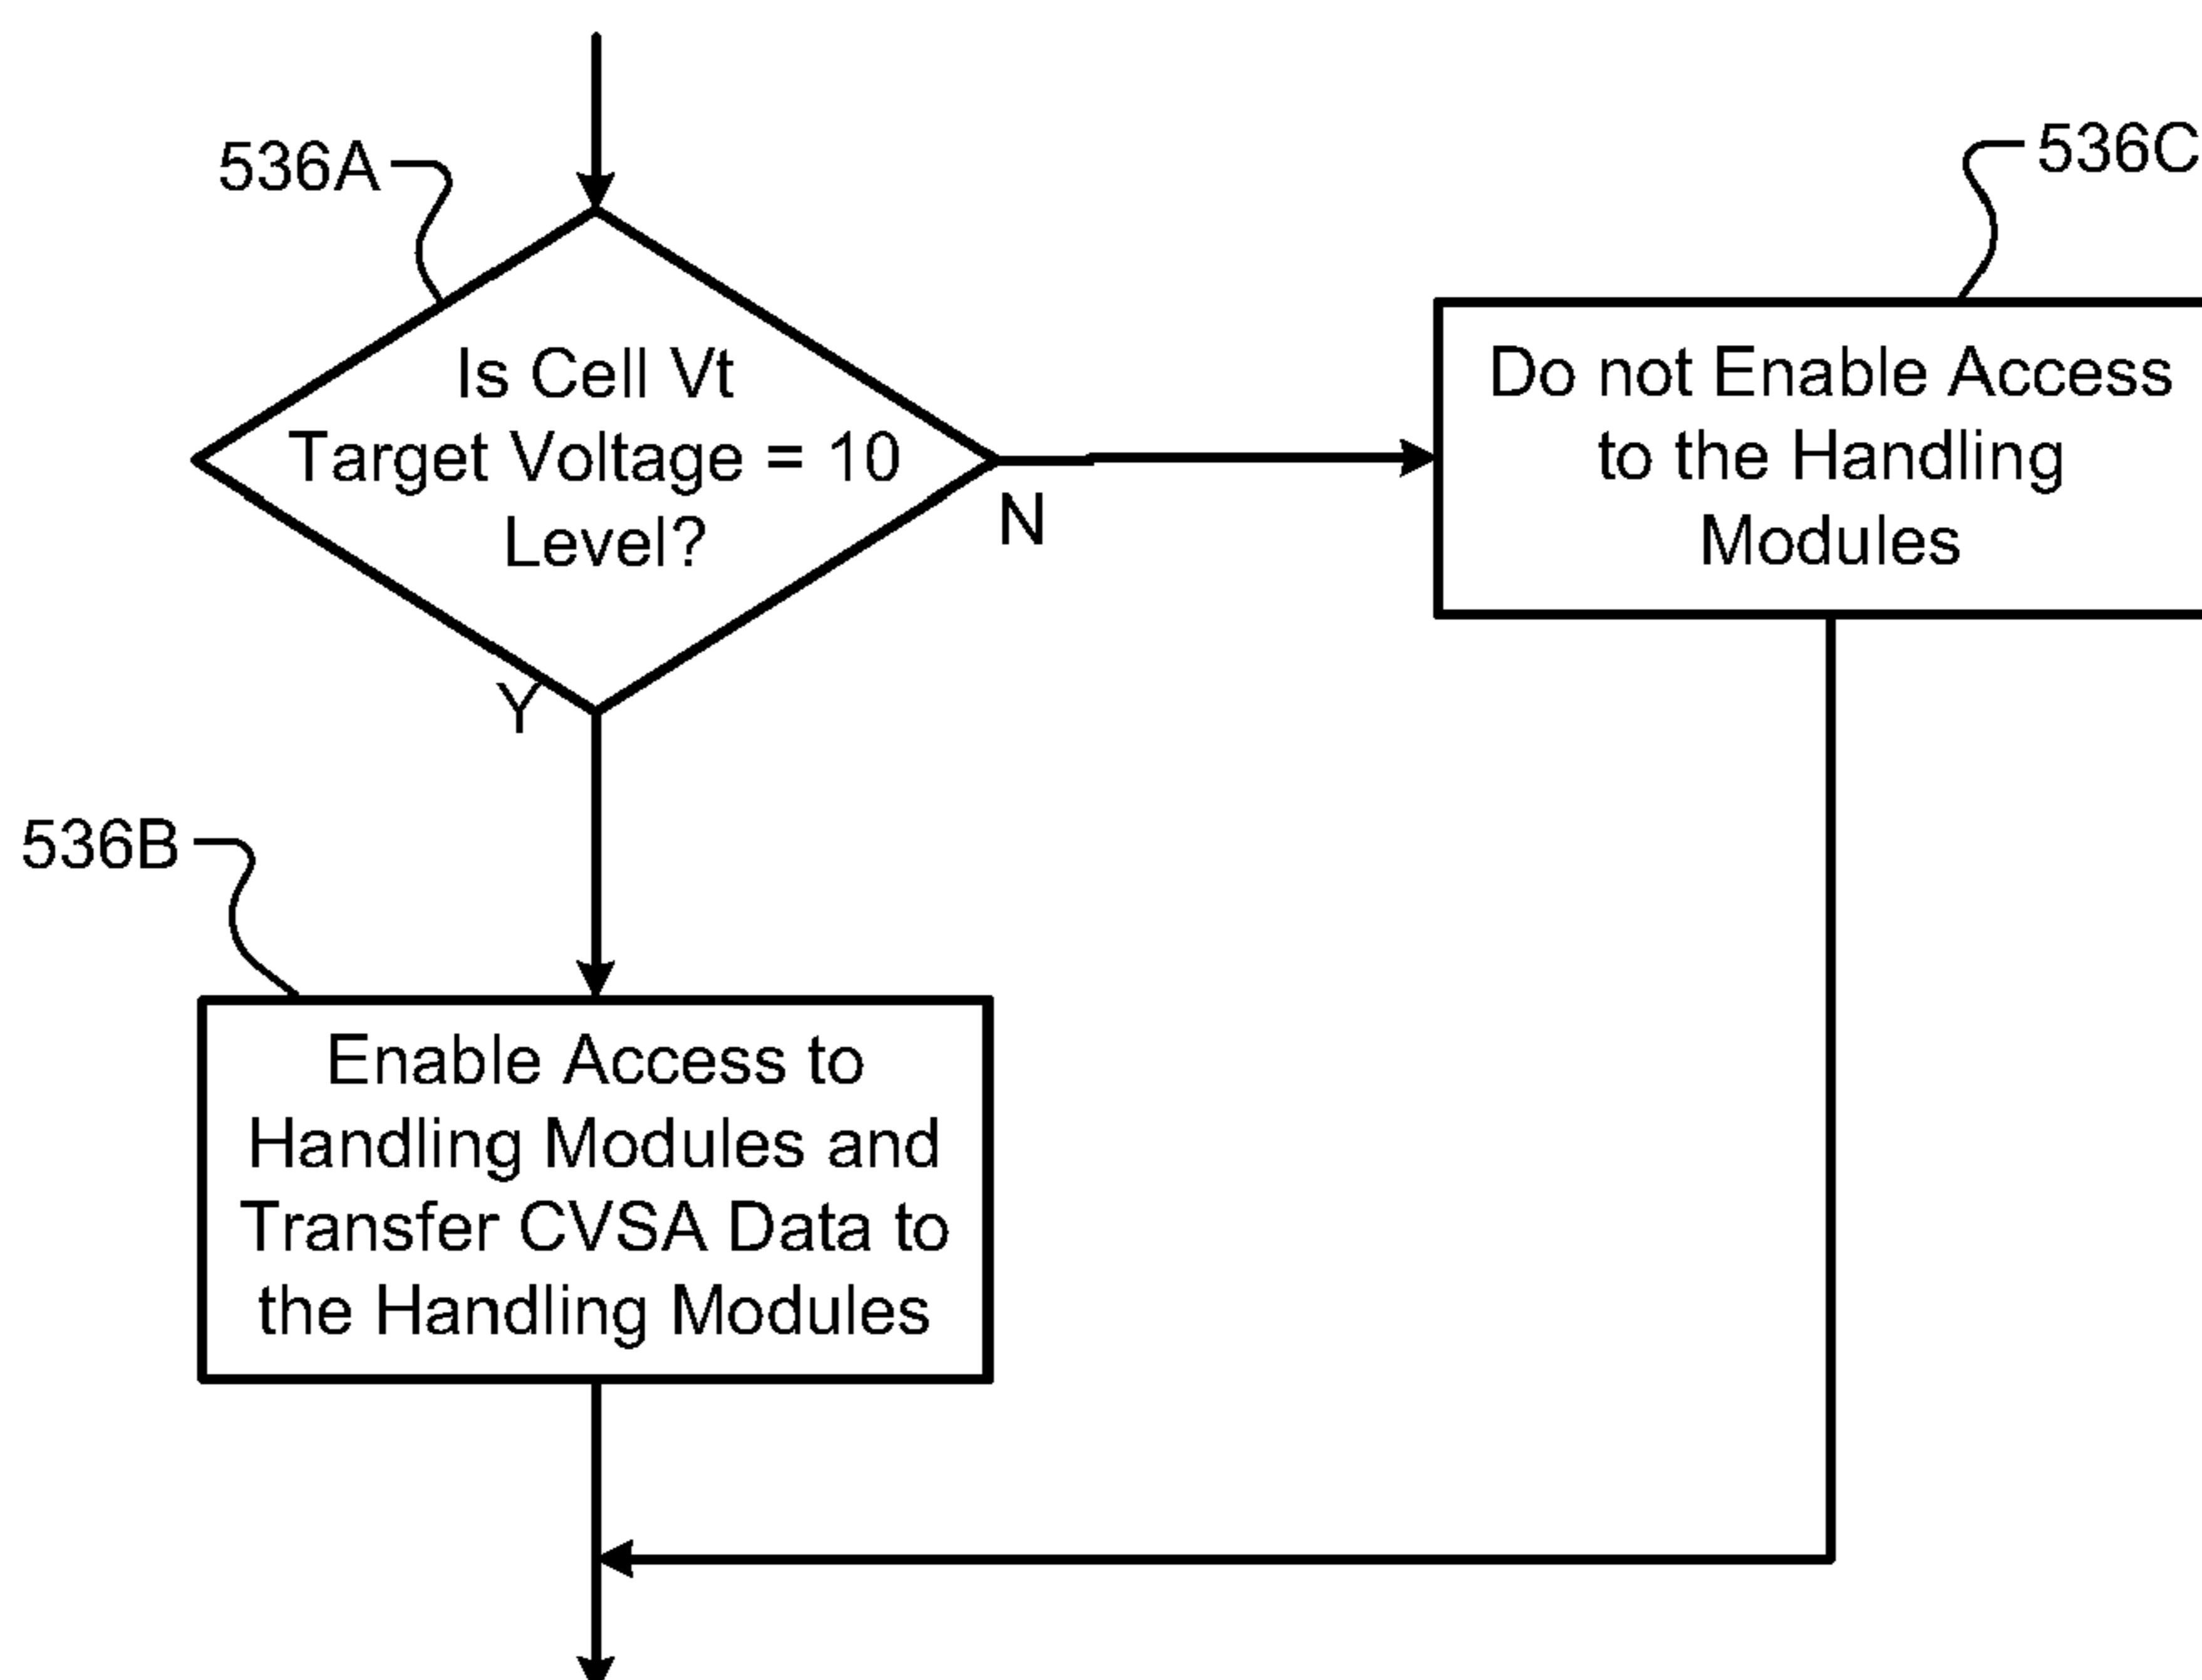 536A
536C
Is Cell Vt
Target Voltage = 10
Level?
N
Y
Do not Enable Access
to the Handling
Modules
536B
Enable Access to
Handling Modules and
Transfer CVSA Data to
the Handling Modules